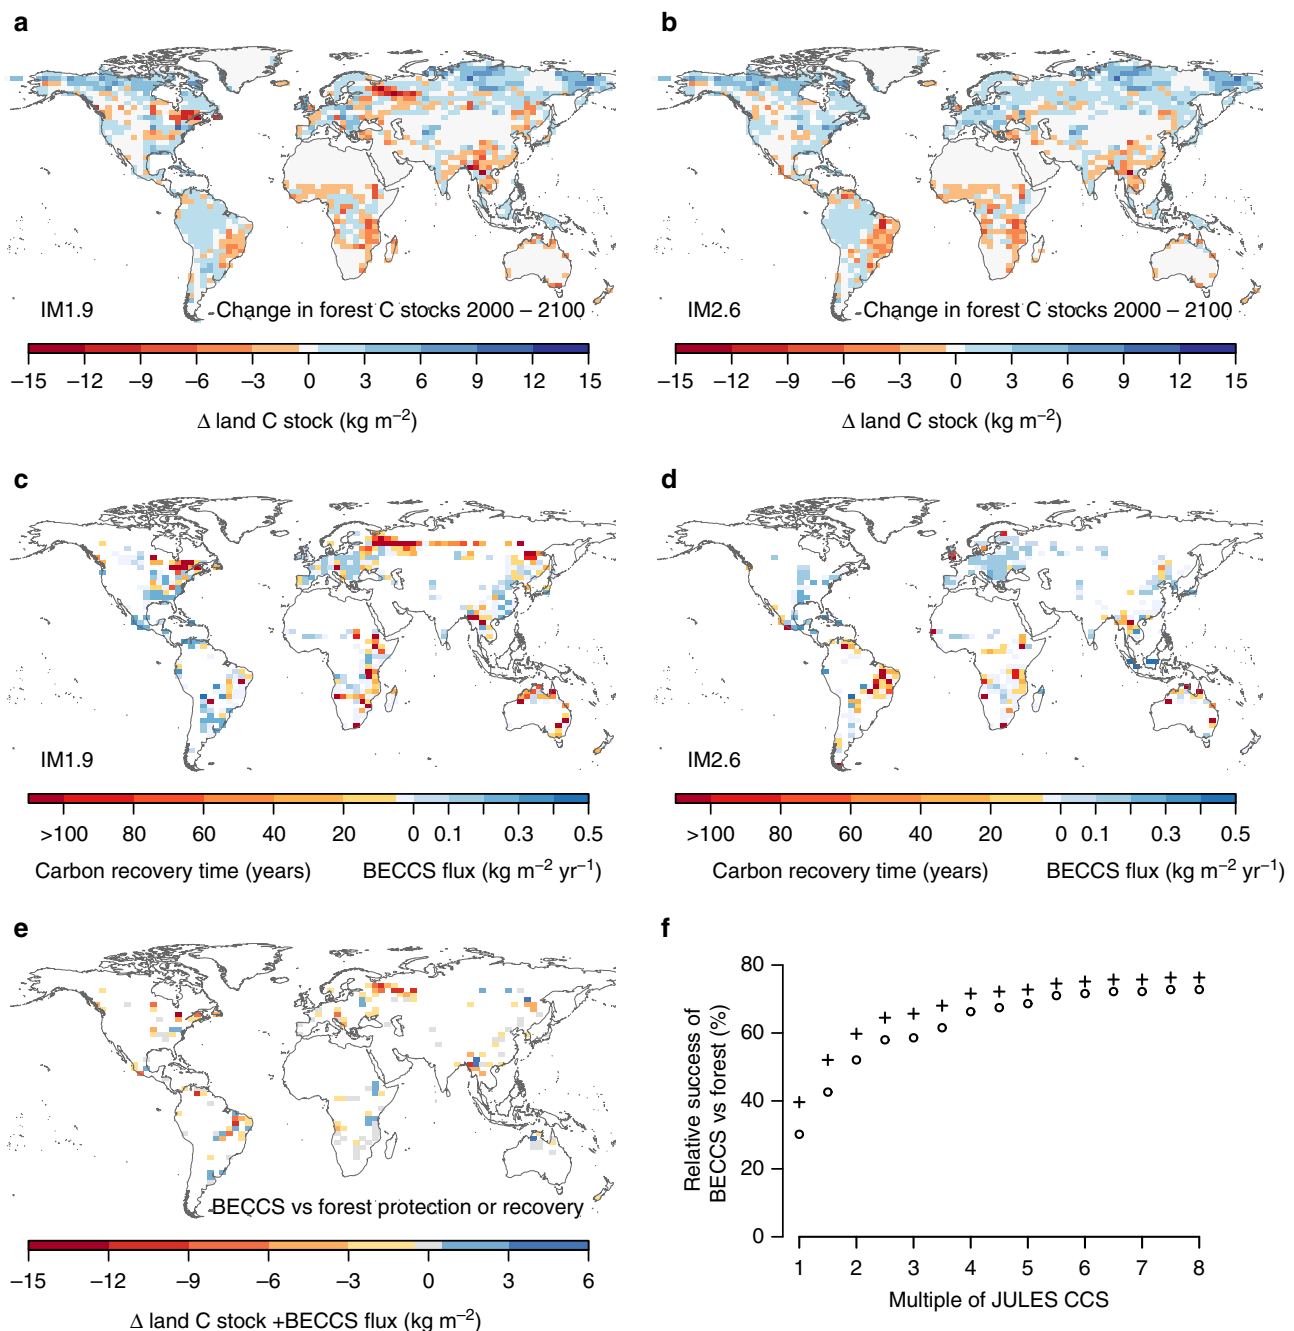 a
IM1.9
Change in forest C stocks 2000 – 2100
−15 −12 −9 −6 −3 0 3 6 9 12 15
Δ land C stock (kg m−2)
b
IM2.6
Change in forest C stocks 2000 – 2100
−15 −12 −9 −6 −3 0 3 6 9 12 15
Δ land C stock (kg m−2)
c
IM1.9
>100 80 60 40 20 0 0.1 0.3 0.5
Carbon recovery time (years)
BECCS flux (kg m−2 yr−1)
d
IM2.6
>100 80 60 40 20 0 0.1 0.3 0.5
Carbon recovery time (years)
BECCS flux (kg m−2 yr−1)
e
BECCS vs forest protection or recovery
−15 −12 −9 −6 −3 0 3 6
Δ land C stock +BECCS flux (kg m−2)
f
Relative success of
BECCS vs forest (%)
80
60
40
20
0
1 2 3 4 5 6 7 8
Multiple of JULES CCS